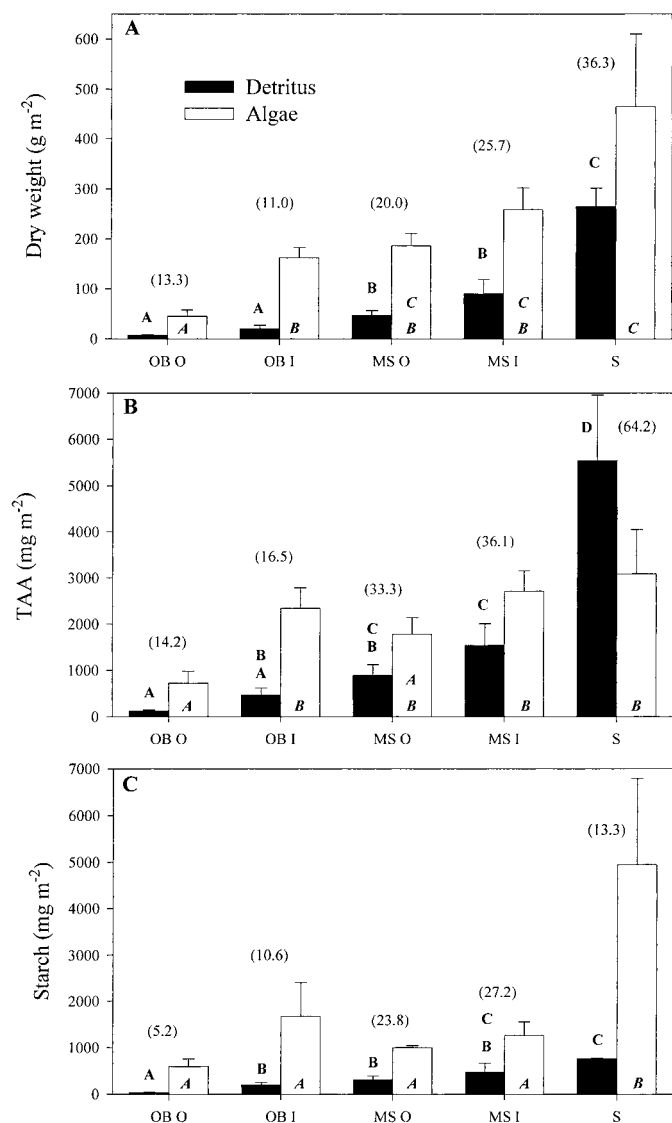 A
600
500
400
300
200
100
0
Dry weight (g m-2)
Detritus
Algae
(13.3)
(11.0)
(20.0)
(25.7)
(36.3)
A
A
B
B
C
A
B
C
B
C
B
C
OB O
OB I
MS O
MS I
S
B
7000
6000
5000
4000
3000
2000
1000
0
TAA (mg m-2)
(14.2)
(16.5)
(33.3)
(36.1)
(64.2)
A
B
A
C
B
C
D
A
B
A
B
B
B
OB O
OB I
MS O
MS I
S
C
7000
6000
5000
4000
3000
2000
1000
0
Starch (mg m-2)
(5.2)
(10.6)
(23.8)
(27.2)
(13.3)
A
B
B
C
B
C
A
A
A
A
B
OB O
OB I
MS O
MS I
S